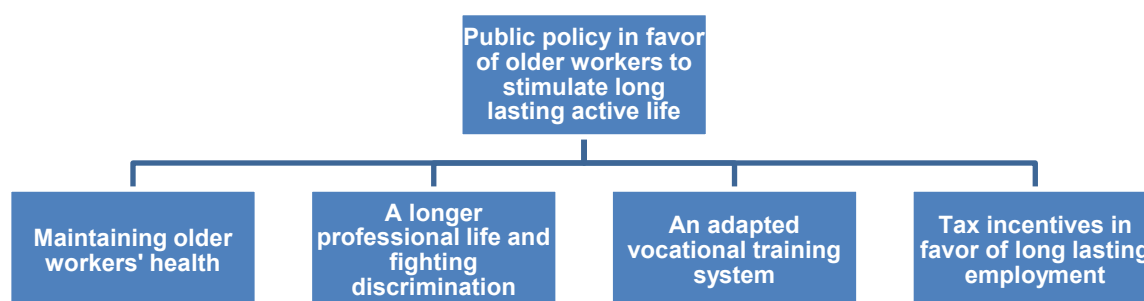 Public policy in favor
of older workers to
stimulate long
lasting active life
Maintaining older
workers' health
A longer
professional life and
fighting
discrimination
An adapted
vocational training
system
Tax incentives in
favor of long lasting
employment